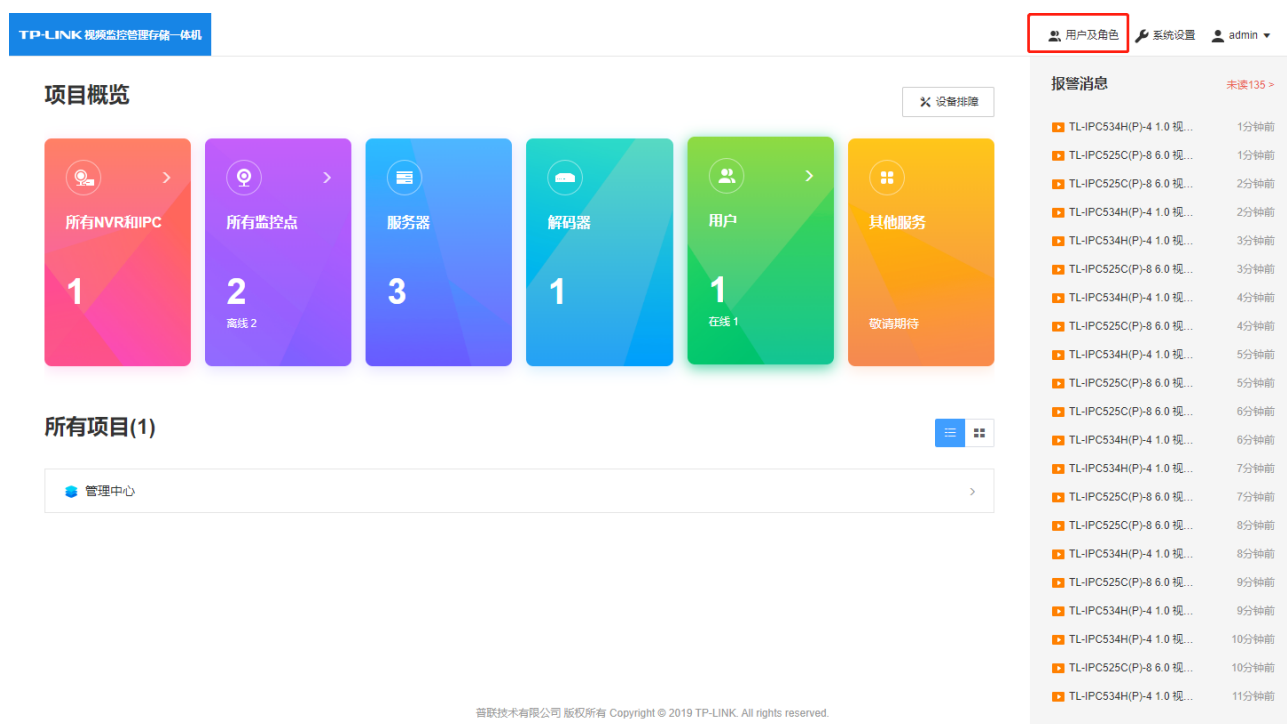 TP-LINK 视频监控管理存储一体机
用户及角色
系统设置
admin
项目概览
设备排障
所有NVR和IPC
1
所有监控点
2
离线 2
服务器
3
解码器
1
用户
1
在线 1
其他服务
敬请期待
所有项目(1)
管理中心
报警消息 未读135 >
TL-IPC534H(P)-4 1.0 视... 1分钟前
TL-IPC525C(P)-8 6.0 视... 1分钟前
TL-IPC525C(P)-8 6.0 视... 2分钟前
TL-IPC534H(P)-4 1.0 视... 2分钟前
TL-IPC534H(P)-4 1.0 视... 3分钟前
TL-IPC525C(P)-8 6.0 视... 3分钟前
TL-IPC534H(P)-4 1.0 视... 4分钟前
TL-IPC525C(P)-8 6.0 视... 4分钟前
TL-IPC534H(P)-4 1.0 视... 5分钟前
TL-IPC525C(P)-8 6.0 视... 5分钟前
TL-IPC525C(P)-8 6.0 视... 6分钟前
TL-IPC534H(P)-4 1.0 视... 6分钟前
TL-IPC534H(P)-4 1.0 视... 7分钟前
TL-IPC525C(P)-8 6.0 视... 7分钟前
TL-IPC525C(P)-8 6.0 视... 8分钟前
TL-IPC534H(P)-4 1.0 视... 8分钟前
TL-IPC525C(P)-8 6.0 视... 9分钟前
TL-IPC534H(P)-4 1.0 视... 9分钟前
TL-IPC534H(P)-4 1.0 视... 10分钟前
TL-IPC525C(P)-8 6.0 视... 10分钟前
TL-IPC534H(P)-4 1.0 视... 11分钟前
普联技术有限公司 版权所有 Copyright © 2019 TP-LINK. All rights reserved.